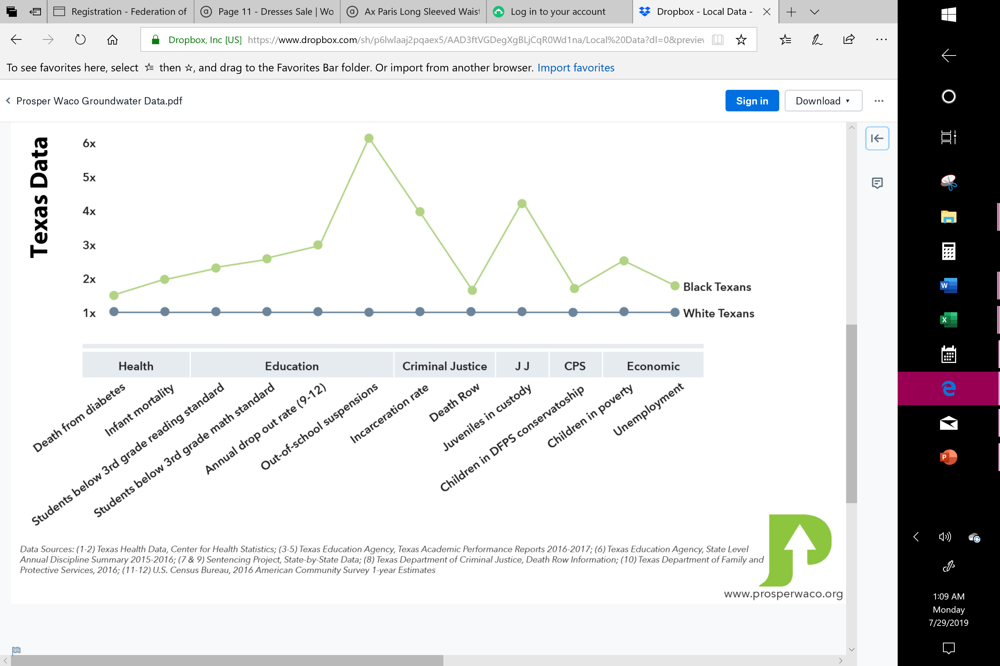 Registration - Federation of
Page 11 - Dresses Sale | Wo
Ax Paris Long Sleeved Waist
Log in to your account
Dropbox - Local Data -
Dropbox, Inc [US] https://www.dropbox.com/sh/p6lwlaaj2pqaex5/AAD3ftVGDegXgBLjCqR0Wd1na/Local%20Data?dl=0&preview
To see favorites here, select then , and drag to the Favorites Bar folder. Or import from another browser. Import favorites
Prosper Waco Groundwater Data.pdf
Sign in
Download
Texas Data
6x
5x
4x
3x
2x
1x
Black Texans
White Texans
Health
Education
Criminal Justice
J J
CPS
Economic
Death from diabetes
Infant mortality
Students below 3rd grade reading standard
Students below 3rd grade math standard
Annual drop out rate (9-12)
Out-of-school suspensions
Incarceration rate
Death Row
Juveniles in custody
Children in DFPS conservatoship
Children in poverty
Unemployment
Data Sources: (1-2) Texas Health Data, Center for Health Statistics; (3-5) Texas Education Agency, Texas Academic Performance Reports 2016-2017; (6) Texas Education Agency, State Level
Annual Discipline Summary 2015-2016; (7 & 9) Sentencing Project, State-by-State Data; (8) Texas Department of Criminal Justice, Death Row Information; (10) Texas Department of Family and
Protective Services, 2016; (11-12) U.S. Census Bureau, 2016 American Community Survey 1-year Estimates
www.prosperwaco.org
W
X
P
1:09 AM
Monday
7/29/2019